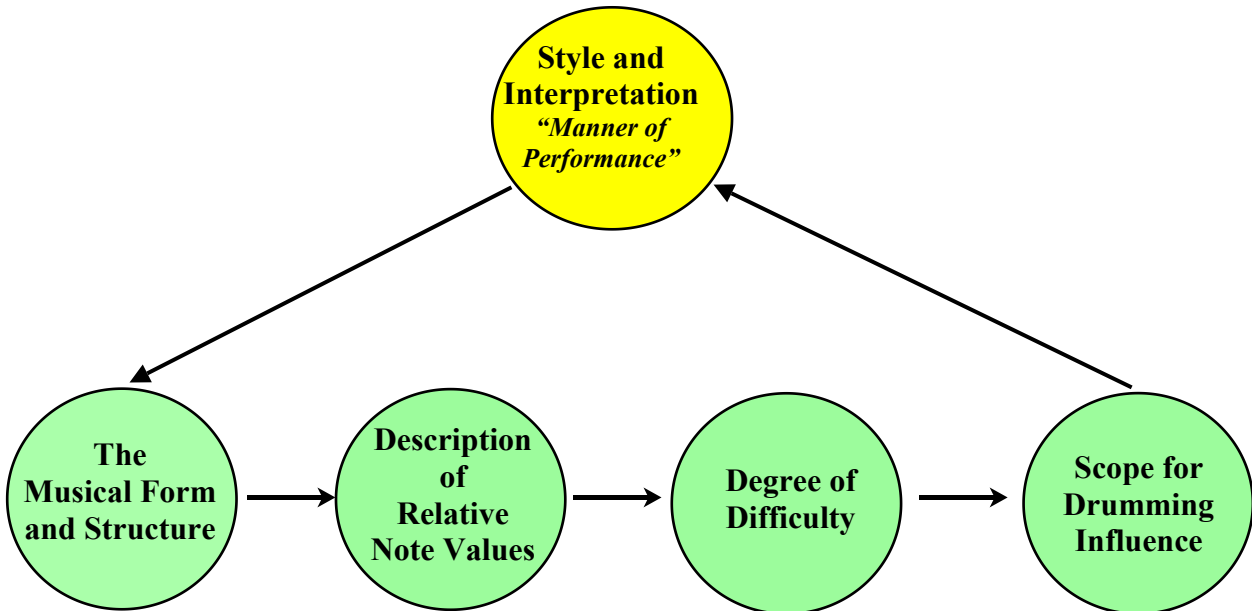 Style and
Interpretation
“Manner of
Performance”
The
Musical Form
and Structure
Description
of
Relative
Note Values
Degree of
Difficulty
Scope for
Drumming
Influence